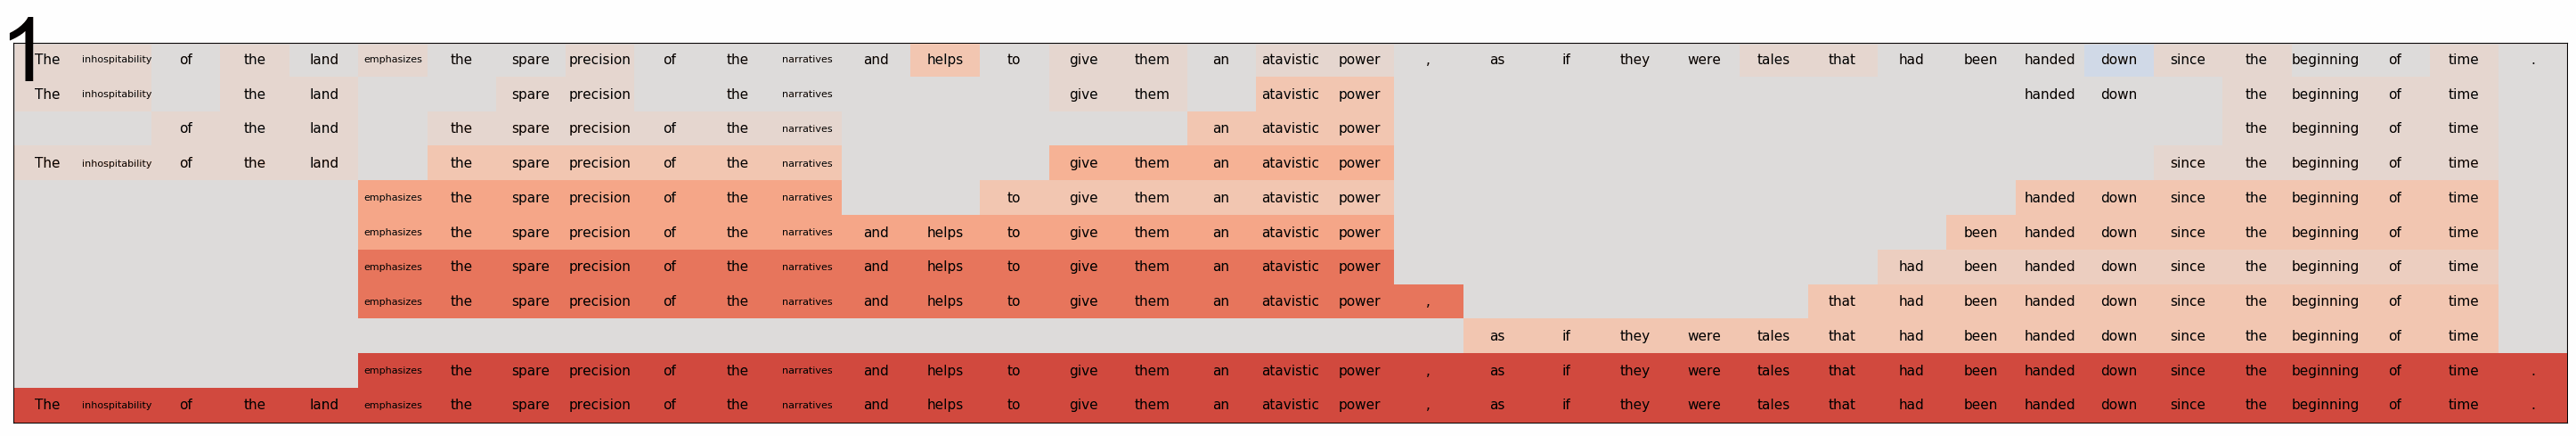 1
The inhospitability of the land emphasizes the spare precision of the narratives and helps to give them an atavistic power , as if they were tales that had been handed down since the beginning of time .
The inhospitability the land spare precision the narratives give them atavistic power handed down the beginning of time
of the land the spare precision of the narratives an atavistic power the beginning of time
The inhospitability of the land the spare precision of the narratives give them an atavistic power since the beginning of time
emphasizes the spare precision of the narratives to give them an atavistic power handed down since the beginning of time
emphasizes the spare precision of the narratives and helps to give them an atavistic power been handed down since the beginning of time
emphasizes the spare precision of the narratives and helps to give them an atavistic power had been handed down since the beginning of time
emphasizes the spare precision of the narratives and helps to give them an atavistic power , that had been handed down since the beginning of time
as if they were tales that had been handed down since the beginning of time
emphasizes the spare precision of the narratives and helps to give them an atavistic power , as if they were tales that had been handed down since the beginning of time .
The inhospitability of the land emphasizes the spare precision of the narratives and helps to give them an atavistic power , as if they were tales that had been handed down since the beginning of time .